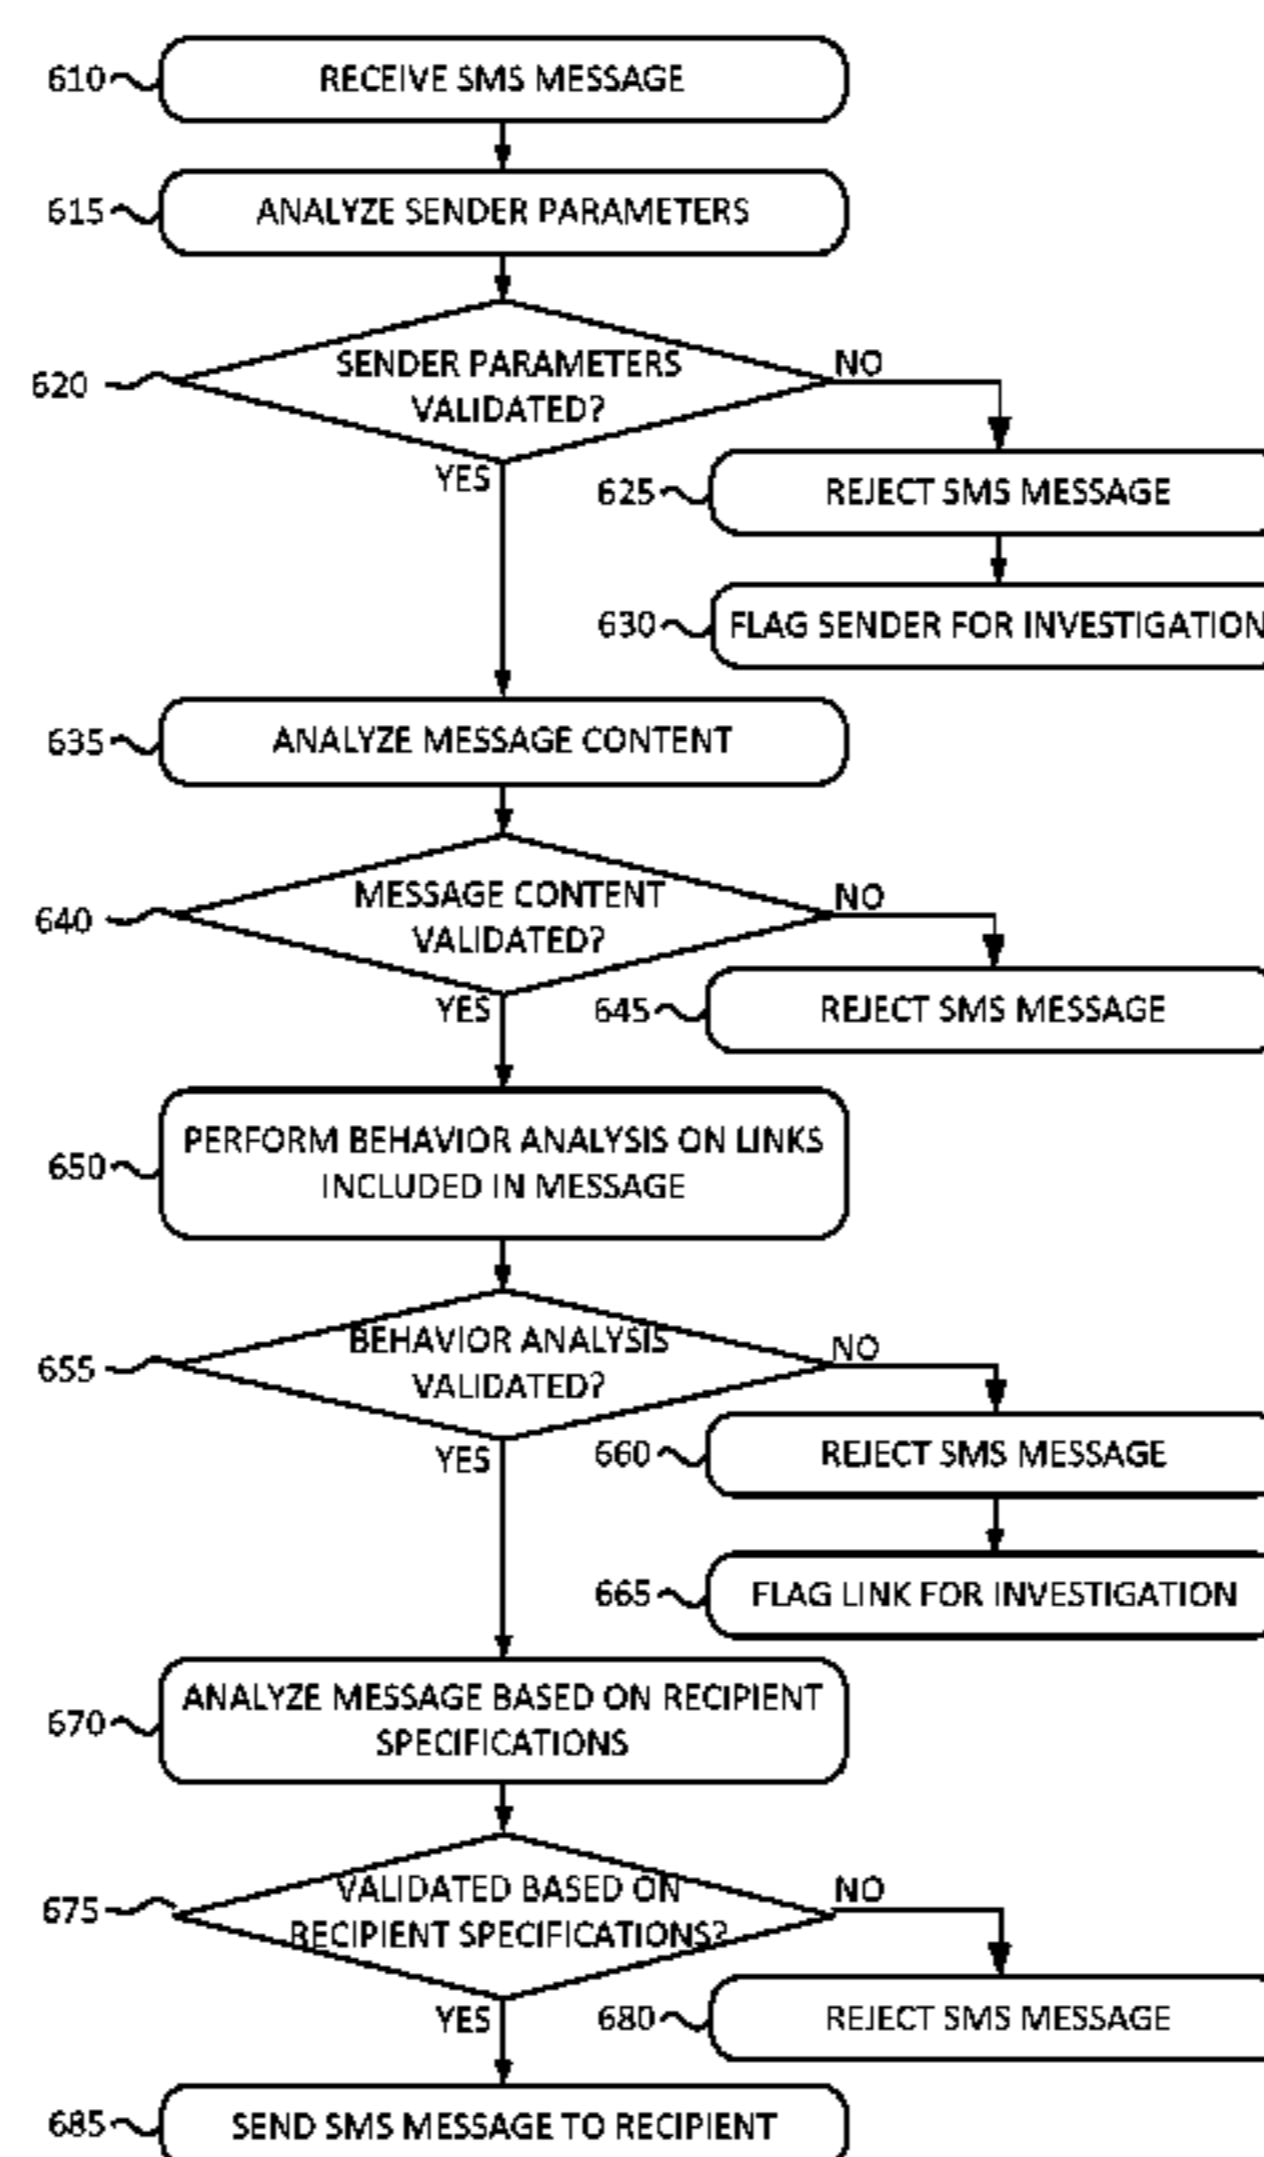 610
RECEIVE SMS MESSAGE
615
ANALYZE SENDER PARAMETERS
620
SENDER PARAMETERS
VALIDATED?
NO
YES
625
REJECT SMS MESSAGE
630
FLAG SENDER FOR INVESTIGATION
635
ANALYZE MESSAGE CONTENT
640
MESSAGE CONTENT
VALIDATED?
NO
YES
645
REJECT SMS MESSAGE
650
PERFORM BEHAVIOR ANALYSIS ON LINKS
INCLUDED IN MESSAGE
655
BEHAVIOR ANALYSIS
VALIDATED?
NO
YES
660
REJECT SMS MESSAGE
665
FLAG LINK FOR INVESTIGATION
670
ANALYZE MESSAGE BASED ON RECIPIENT
SPECIFICATIONS
675
VALIDATED BASED ON
RECIPIENT SPECIFICATIONS?
NO
YES
680
REJECT SMS MESSAGE
685
SEND SMS MESSAGE TO RECIPIENT